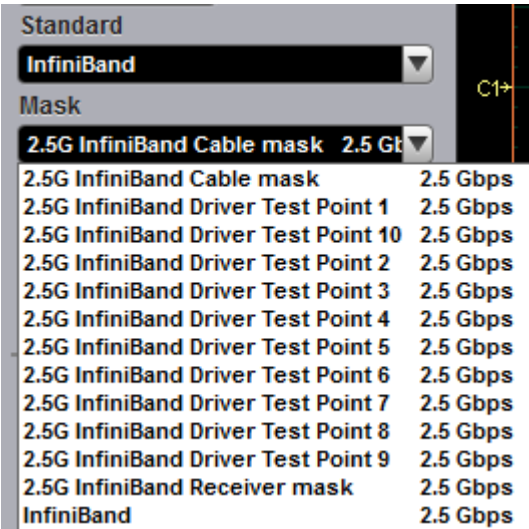 Standard
InfiniBand
C1
Mask
2.5G InfiniBand Cable mask 2.5 Gb
2.5G InfiniBand Cable mask 2.5 Gbps
2.5G InfiniBand Driver Test Point 1 2.5 Gbps
2.5G InfiniBand Driver Test Point 10 2.5 Gbps
2.5G InfiniBand Driver Test Point 2 2.5 Gbps
2.5G InfiniBand Driver Test Point 3 2.5 Gbps
2.5G InfiniBand Driver Test Point 4 2.5 Gbps
2.5G InfiniBand Driver Test Point 5 2.5 Gbps
2.5G InfiniBand Driver Test Point 6 2.5 Gbps
2.5G InfiniBand Driver Test Point 7 2.5 Gbps
2.5G InfiniBand Driver Test Point 8 2.5 Gbps
2.5G InfiniBand Driver Test Point 9 2.5 Gbps
2.5G InfiniBand Receiver mask 2.5 Gbps
InfiniBand 2.5 Gbps